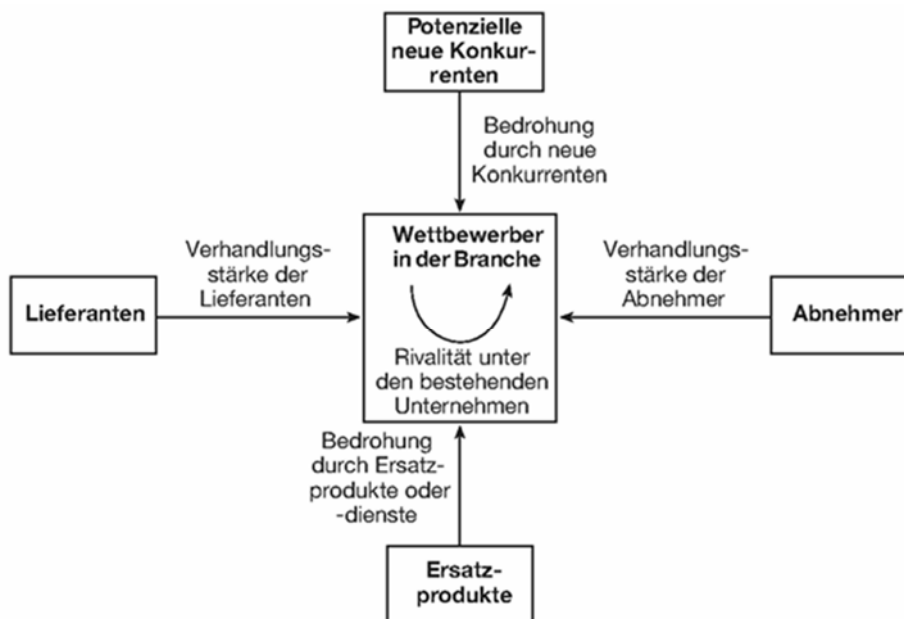 Potenzielle
neue Konkur-
renten
Bedrohung
durch neue
Konkurrenten
Wettbewerber
in der Branche
Rivalität unter
den bestehenden
Unternehmen
Verhandlungs-
stärke der
Lieferanten
Lieferanten
Verhandlungs-
stärke der
Abnehmer
Abnehmer
Bedrohung
durch Ersatz-
produkte oder
-dienste
Ersatz-
produkte